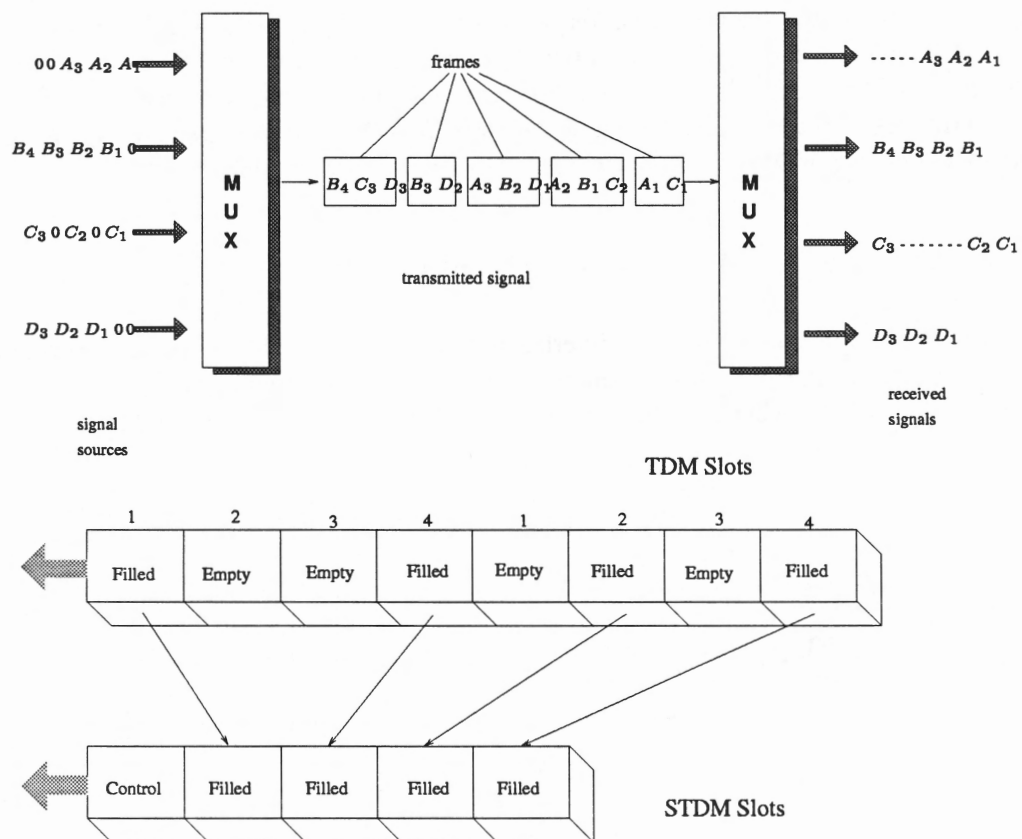 0 0 A₃ A₂ A₁
B₄ B₃ B₂ B₁ 0
C₃ 0 C₂ 0 C₁
D₃ D₂ D₁ 0 0
signal
sources
M
U
X
frames
B₄ C₃ D₃
B₃ D₂
A₃ B₂ D₁
A₂ B₁ C₂
A₁ C₁
transmitted signal
M
U
X
----- A₃ A₂ A₁
B₄ B₃ B₂ B₁
C₃ ------- C₂ C₁
D₃ D₂ D₁
received
signals
TDM Slots
1 2 3 4 1 2 3 4
Filled Empty Empty Filled Empty Filled Empty Filled
Control Filled Filled Filled Filled
STDM Slots